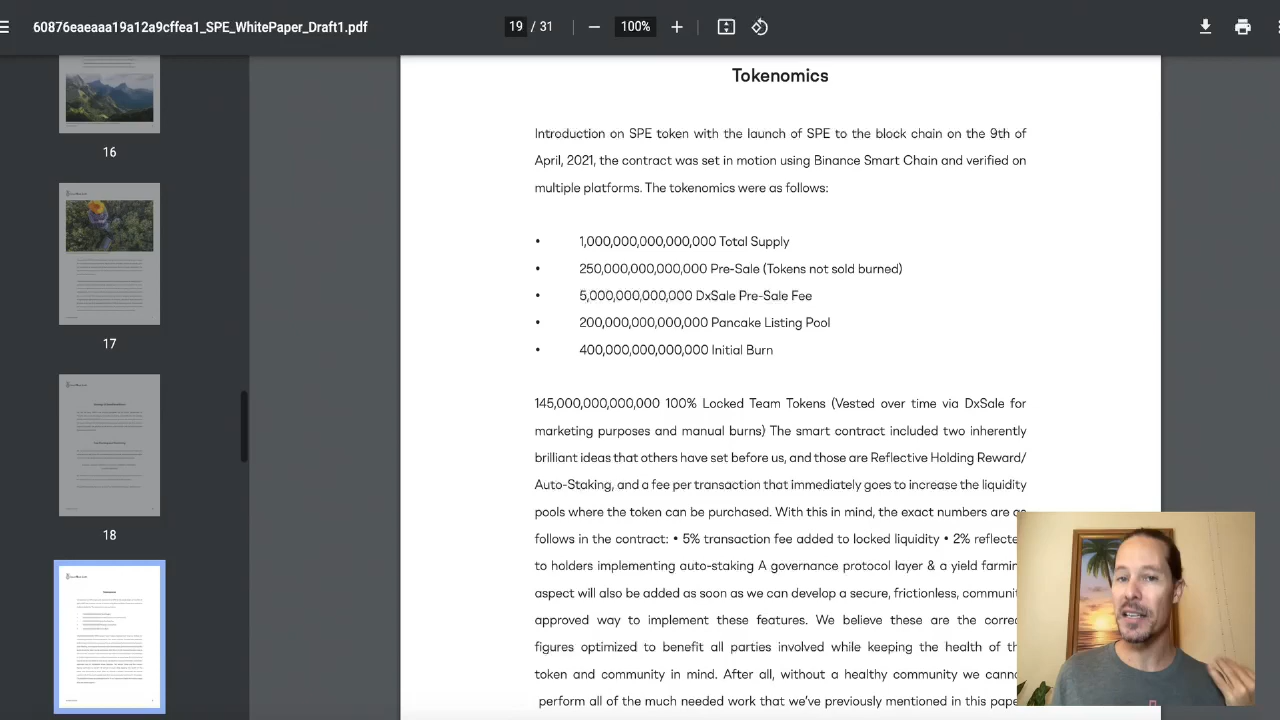 60876eaeaaa19a12a9cffea1_SPE_WhitePaper_Draft1.pdf
19 / 31
100%
16
17
18
Tokenomics
Introduction on SPE token with the launch of SPE to the block chain on the 9th of
April, 2021, the contract was set in motion using Binance Smart Chain and verified on
multiple platforms. The tokenomics were as follows:
• 1,000,000,000,000,000 Total Supply
• 250,000,000,000,000 Pre-Sale (Tokens not sold burned)
• 5,000,000,000,000 DxSale Pre-Sale Fee
• 200,000,000,000,000 Pancake Listing Pool
• 400,000,000,000,000 Initial Burn
145,000,000,000,000 100% Locked Team Tokens (Vested over time via DxSale for
marketing purposes and manual burns) The smart contract included two inherently
brilliant ideas that others have set before us, and those are Reflective Holding Reward/
Auto-Staking, and a fee per transaction that immediately goes to increase the liquidity
pools where the token can be purchased. With this in mind, the exact numbers are
follows in the contract: • 5% transaction fee added to locked liquidity • 2% reflecte
to holders implementing auto-staking A governance protocol layer & a yield farmin
will also be added as soon as we can develop a secure, frictionless,
approved way to implement these features. We believe these are the correc
optimized to benefit all parties involved while keeping the health of the
token and community in mind. After all without a healthy community we canno
perform all of the much needed work that we've previously mentioned in this pape